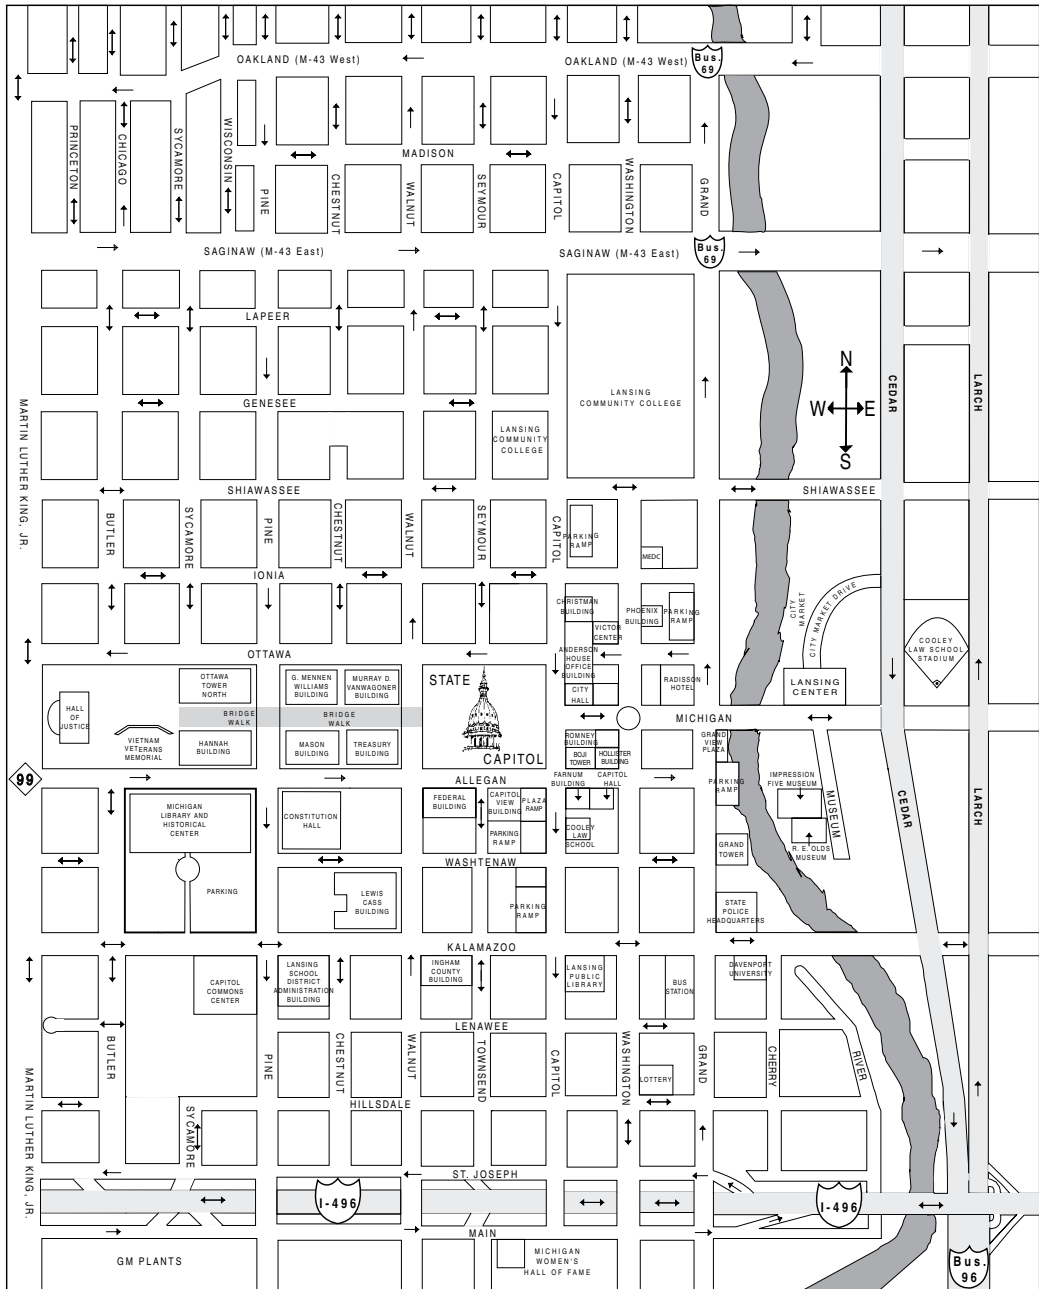 OAKLAND (M-43 West)
OAKLAND (M-43 West)
Bus.
69
PRINCETON
CHICAGO
SYCAMORE
WISCONSIN
PINE
CHESTNUT
MADISON
WALNUT
SEYMOUR
CAPITOL
WASHINGTON
GRAND
SAGINAW (M-43 East)
SAGINAW (M-43 East)
Bus.
69
LAPEER
GENESEE
LANSING
COMMUNITY COLLEGE
LANSING
COMMUNITY
COLLEGE
N
W
E
S
CEDAR
LARCH
MARTIN LUTHER KING, JR.
SHIAWASSEE
SHIAWASSEE
BUTLER
SYCAMORE
PINE
CHESTNUT
WALNUT
SEYMOUR
CAPITOL
PARKING
RAMP
MEDC
IONIA
CHRISTMAN
BUILDING
VICTOR
CENTER
PHOENIX
BUILDING
PARKING
RAMP
CITY
MARKET
CITY MARKET DRIVE
COOLEY
LAW SCHOOL
STADIUM
OTTAWA
ANDERSON
HOUSE
OFFICE
BUILDING
CITY
HALL
RADISSON
HOTEL
LANSING
CENTER
OTTAWA
TOWER
NORTH
G. MENNEN
WILLIAMS
BUILDING
MURRAY D.
VANWAGONER
BUILDING
STATE
CAPITOL
HALL
OF
JUSTICE
BRIDGE
WALK
BRIDGE
WALK
MICHIGAN
VIETNAM
VETERANS
MEMORIAL
HANNAH
BUILDING
MASON
BUILDING
TREASURY
BUILDING
ROMNEY
BUILDING
BOJI
TOWER
HOLLISTER
BUILDING
GRAND
VIEW
PLAZA
99
ALLEGAN
FARNUM
BUILDING
CAPITOL
HALL
PARKING
RAMP
IMPRESSION
FIVE MUSEUM
MUSEUM
R. E. OLDS
MUSEUM
CEDAR
LARCH
MICHIGAN
LIBRARY AND
HISTORICAL
CENTER
CONSTITUTION
HALL
FEDERAL
BUILDING
CAPITOL
VIEW
BUILDING
PLAZA
RAMP
PARKING
RAMP
COOLEY
LAW
SCHOOL
GRAND
TOWER
WASHTENAW
PARKING
LEWIS
CASS
BUILDING
PARKING
RAMP
STATE
POLICE
HEADQUARTERS
KALAMAZOO
CAPITOL
COMMONS
CENTER
LANSING
SCHOOL
DISTRICT
ADMINISTRATION
BUILDING
INGHAM
COUNTY
BUILDING
LANSING
PUBLIC
LIBRARY
BUS
STATION
DAVENPORT
UNIVERSITY
LENAWEE
BUTLER
PINE
CHESTNUT
WALNUT
TOWNSEND
CAPITOL
WASHINGTON
GRAND
CHERRY
RIVER
LOTTERY
MARTIN LUTHER KING, JR.
HILLSDALE
SYCAMORE
ST. JOSEPH
I-496
I-496
MAIN
GM PLANTS
MICHIGAN
WOMEN'S
HALL OF FAME
Bus.
96